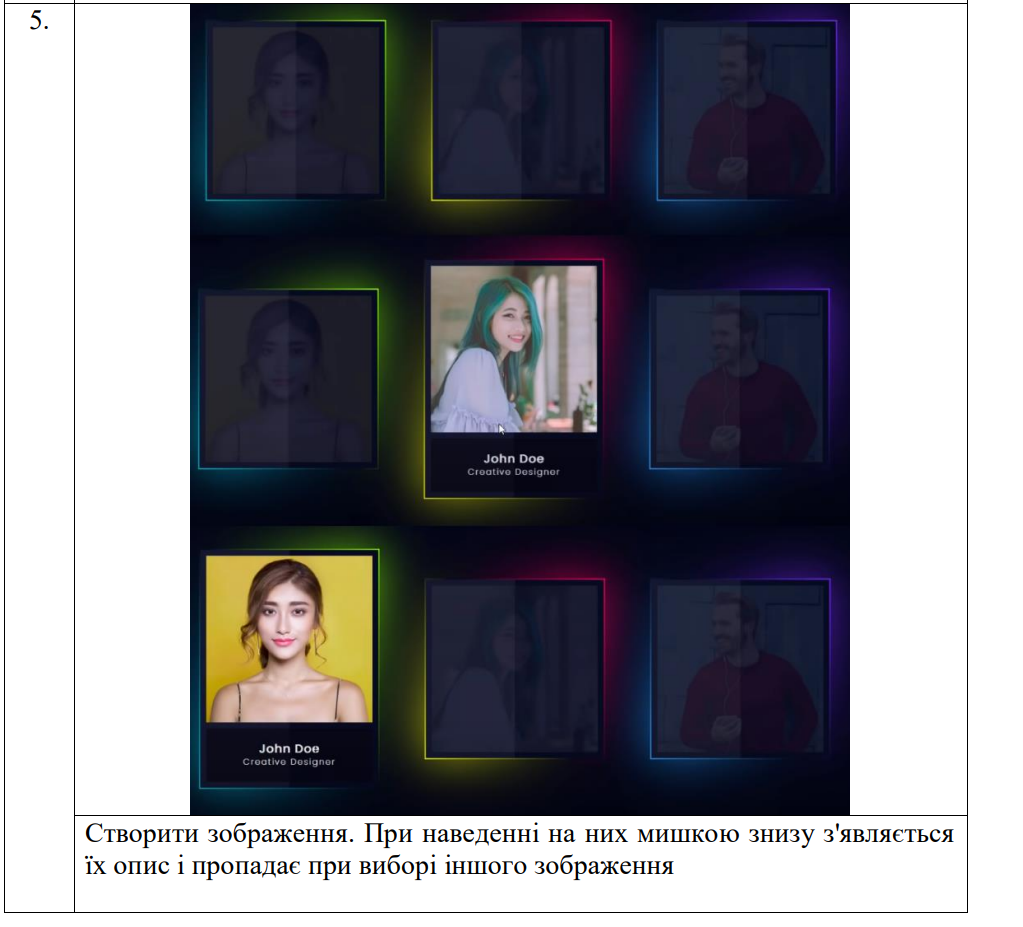 5.
John Doe
Creative Designer
John Doe
Creative Designer
Створити зображення. При наведенні на них мишкою знизу з'являється
їх опис і пропадає при виборі іншого зображення